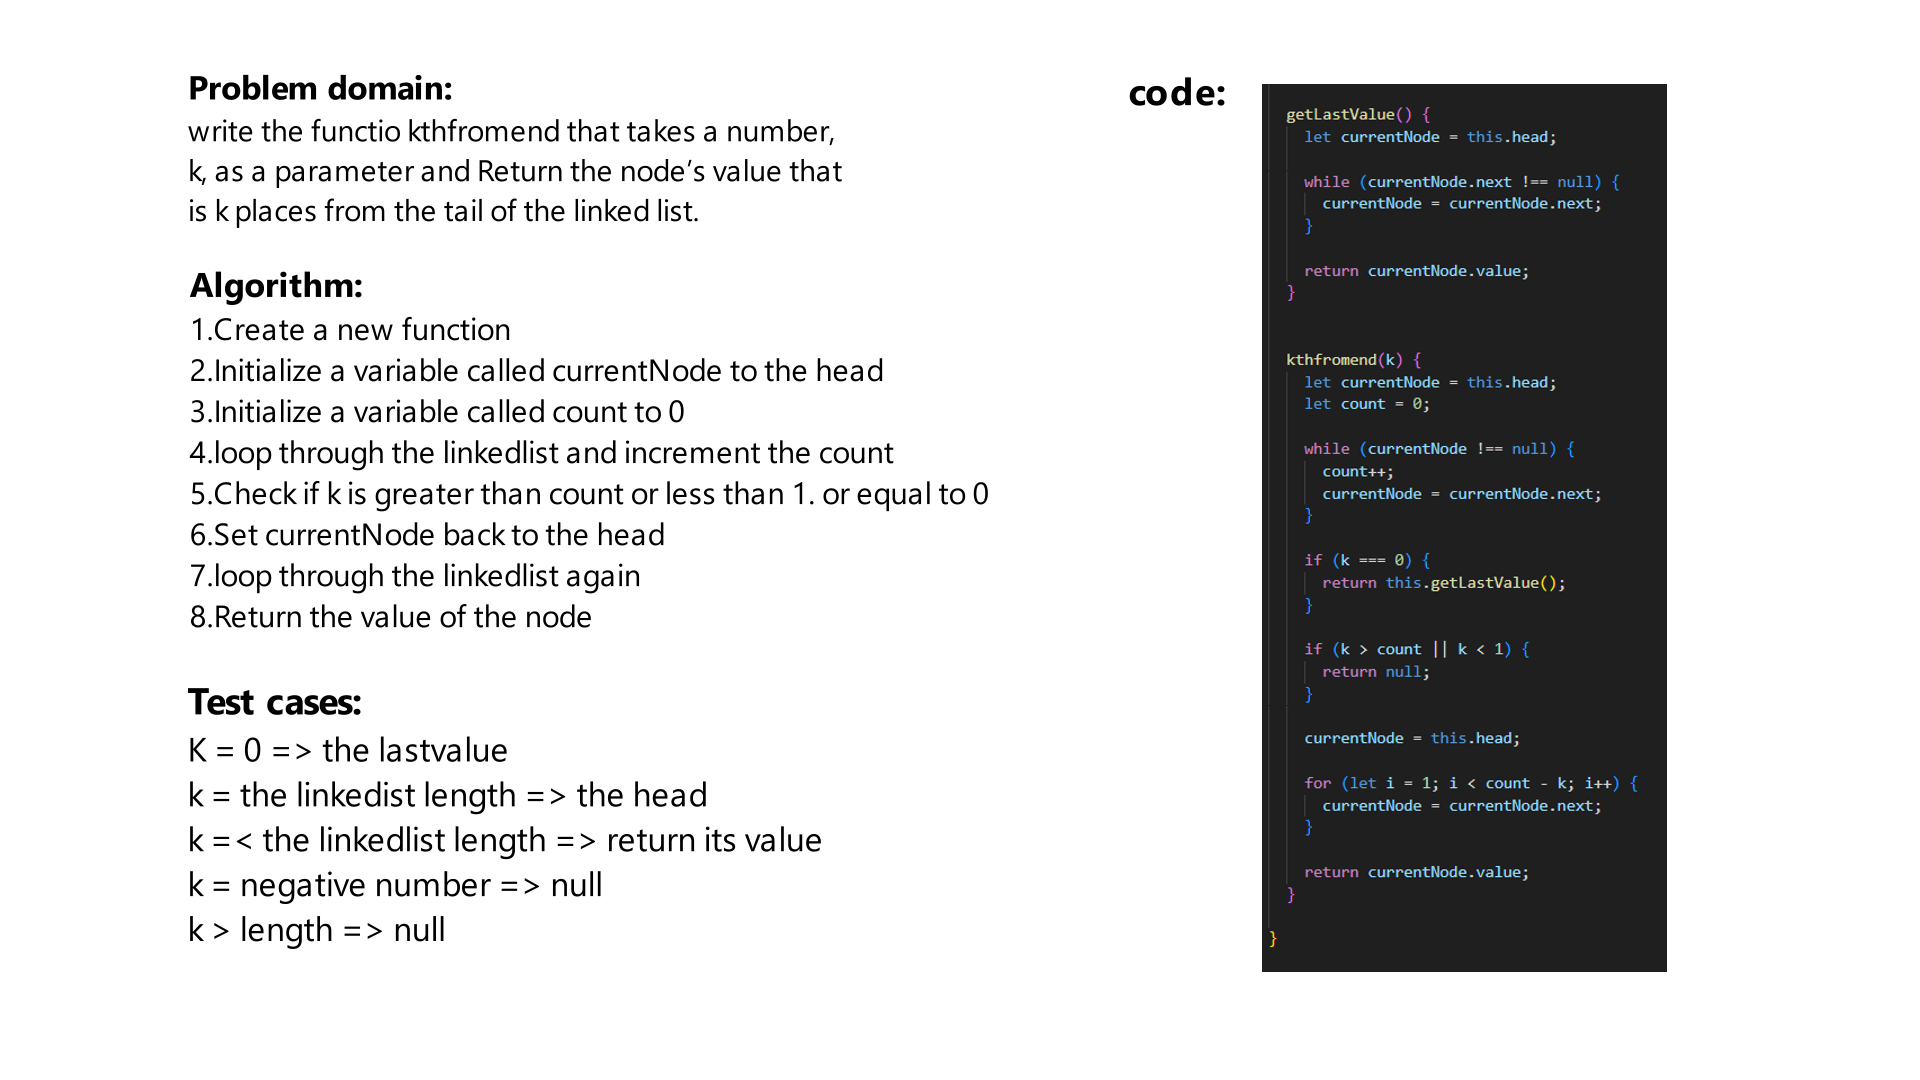 Problem domain:
write the functio kthfromend that takes a number,
k, as a parameter and Return the node’s value that
is k places from the tail of the linked list.
Algorithm:
1.Create a new function
2.Initialize a variable called currentNode to the head
3.Initialize a variable called count to 0
4.loop through the linkedlist and increment the count
5.Check if k is greater than count or less than 1. or equal to 0
6.Set currentNode back to the head
7.loop through the linkedlist again
8.Return the value of the node
Test cases:
K = 0 => the lastvalue
k = the linkedist length => the head
k =< the linkedlist length => return its value
k = negative number => null
k > length => null
code:
getLastValue() {
let currentNode = this.head;
while (currentNode.next !== null) {
currentNode = currentNode.next;
}
return currentNode.value;
}
kthfromend(k) {
let currentNode = this.head;
let count = 0;
while (currentNode !== null) {
count++;
currentNode = currentNode.next;
}
if (k === 0) {
return this.getLastValue();
}
if (k > count || k < 1) {
return null;
}
currentNode = this.head;
for (let i = 1; i < count - k; i++) {
currentNode = currentNode.next;
}
return currentNode.value;
}
}